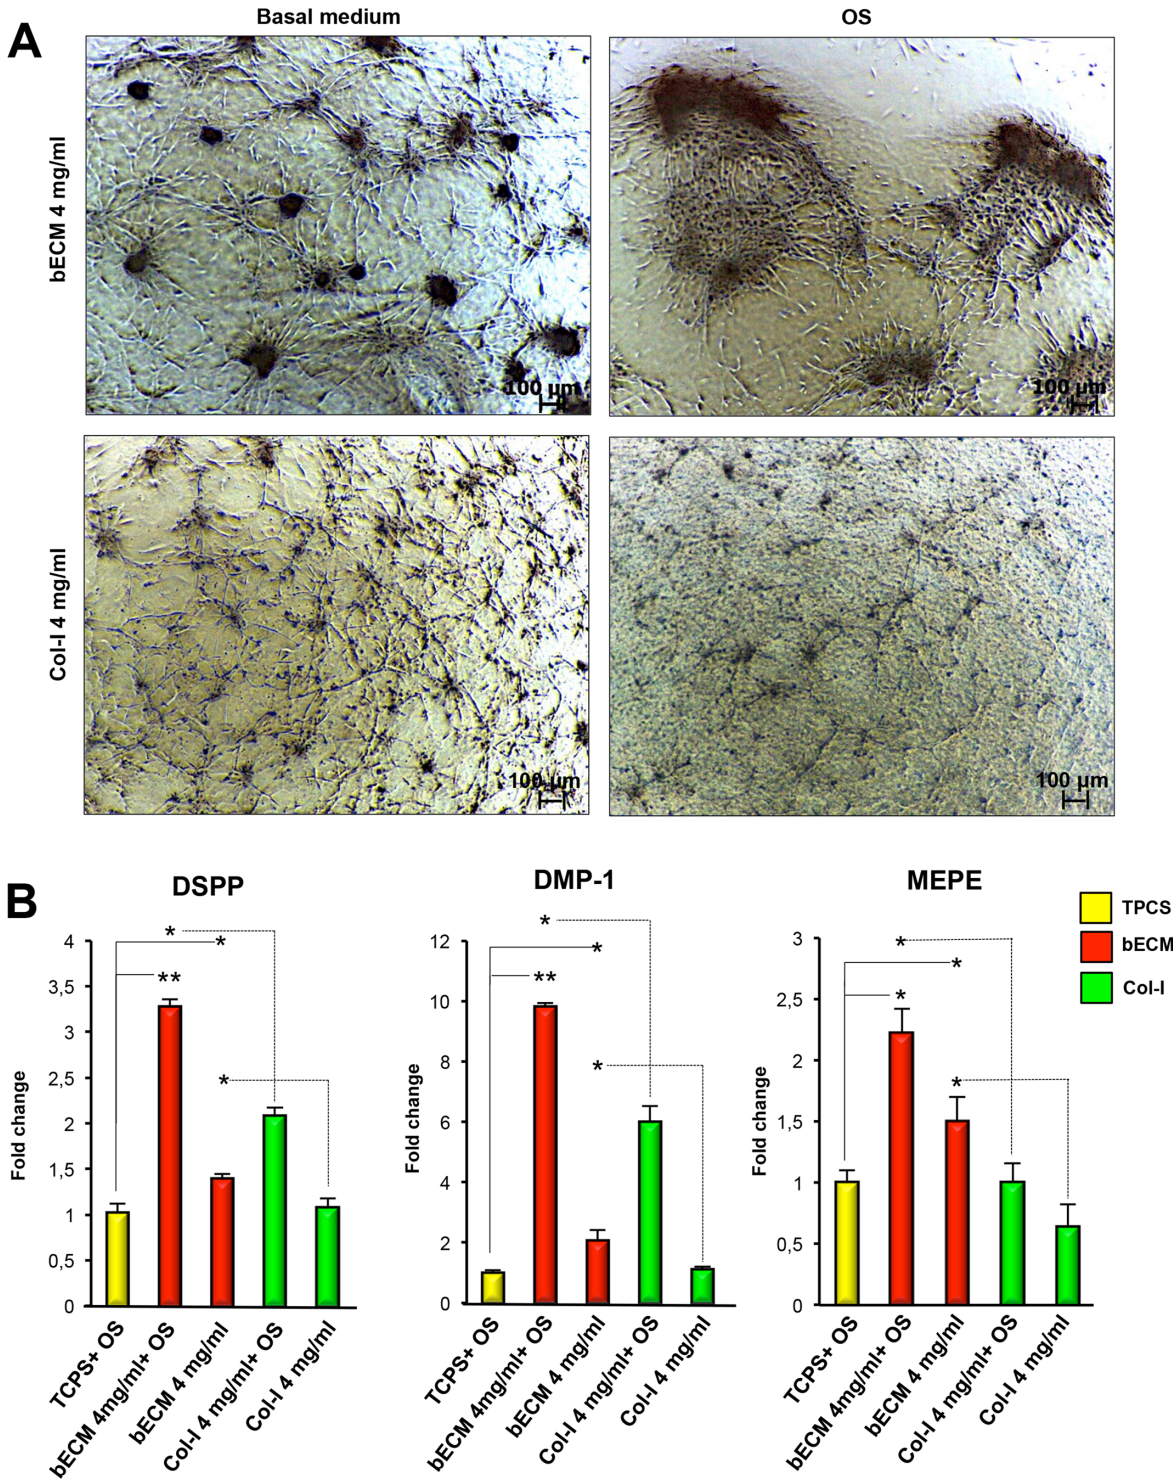 A
Basal medium
OS
bECM 4 mg/ml
100 µm
100 µm
Col-I 4 mg/ml
100 µm
100 µm
B
DSPP
DMP-1
MEPE
TPCS
bECM
Col-I
Fold change
4
3,5
3
2,5
2
1,5
1
0,5
0
*
*
**
*
TCPS+ OS
bECM 4mg/ml+ OS
bECM 4 mg/ml
Col-I 4 mg/ml+ OS
Col-I 4 mg/ml
Fold change
12
10
8
6
4
2
0
*
*
**
*
TCPS+ OS
bECM 4mg/ml+ OS
bECM 4 mg/ml
Col-I 4 mg/ml+ OS
Col-I 4 mg/ml
Fold change
3
2,5
2
1,5
1
0,5
0
*
*
*
*
TCPS+ OS
bECM 4mg/ml+ OS
bECM 4 mg/ml
Col-I 4 mg/ml+ OS
Col-I 4 mg/ml